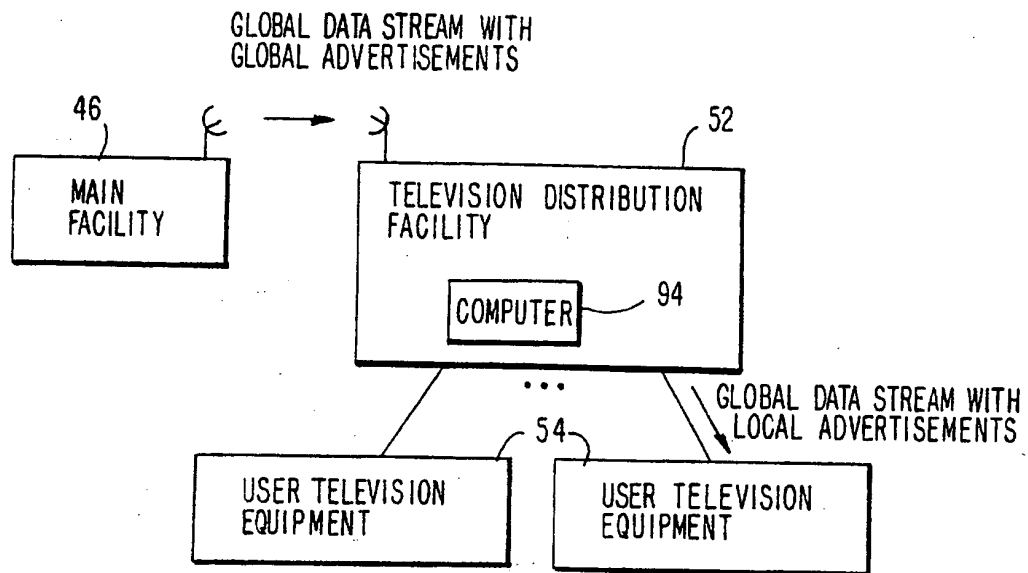 GLOBAL DATA STREAM WITH
GLOBAL ADVERTISEMENTS
46
52
MAIN
FACILITY
TELEVISION DISTRIBUTION
FACILITY
COMPUTER
94
...
GLOBAL DATA STREAM WITH
LOCAL ADVERTISEMENTS
54
USER TELEVISION
EQUIPMENT
USER TELEVISION
EQUIPMENT